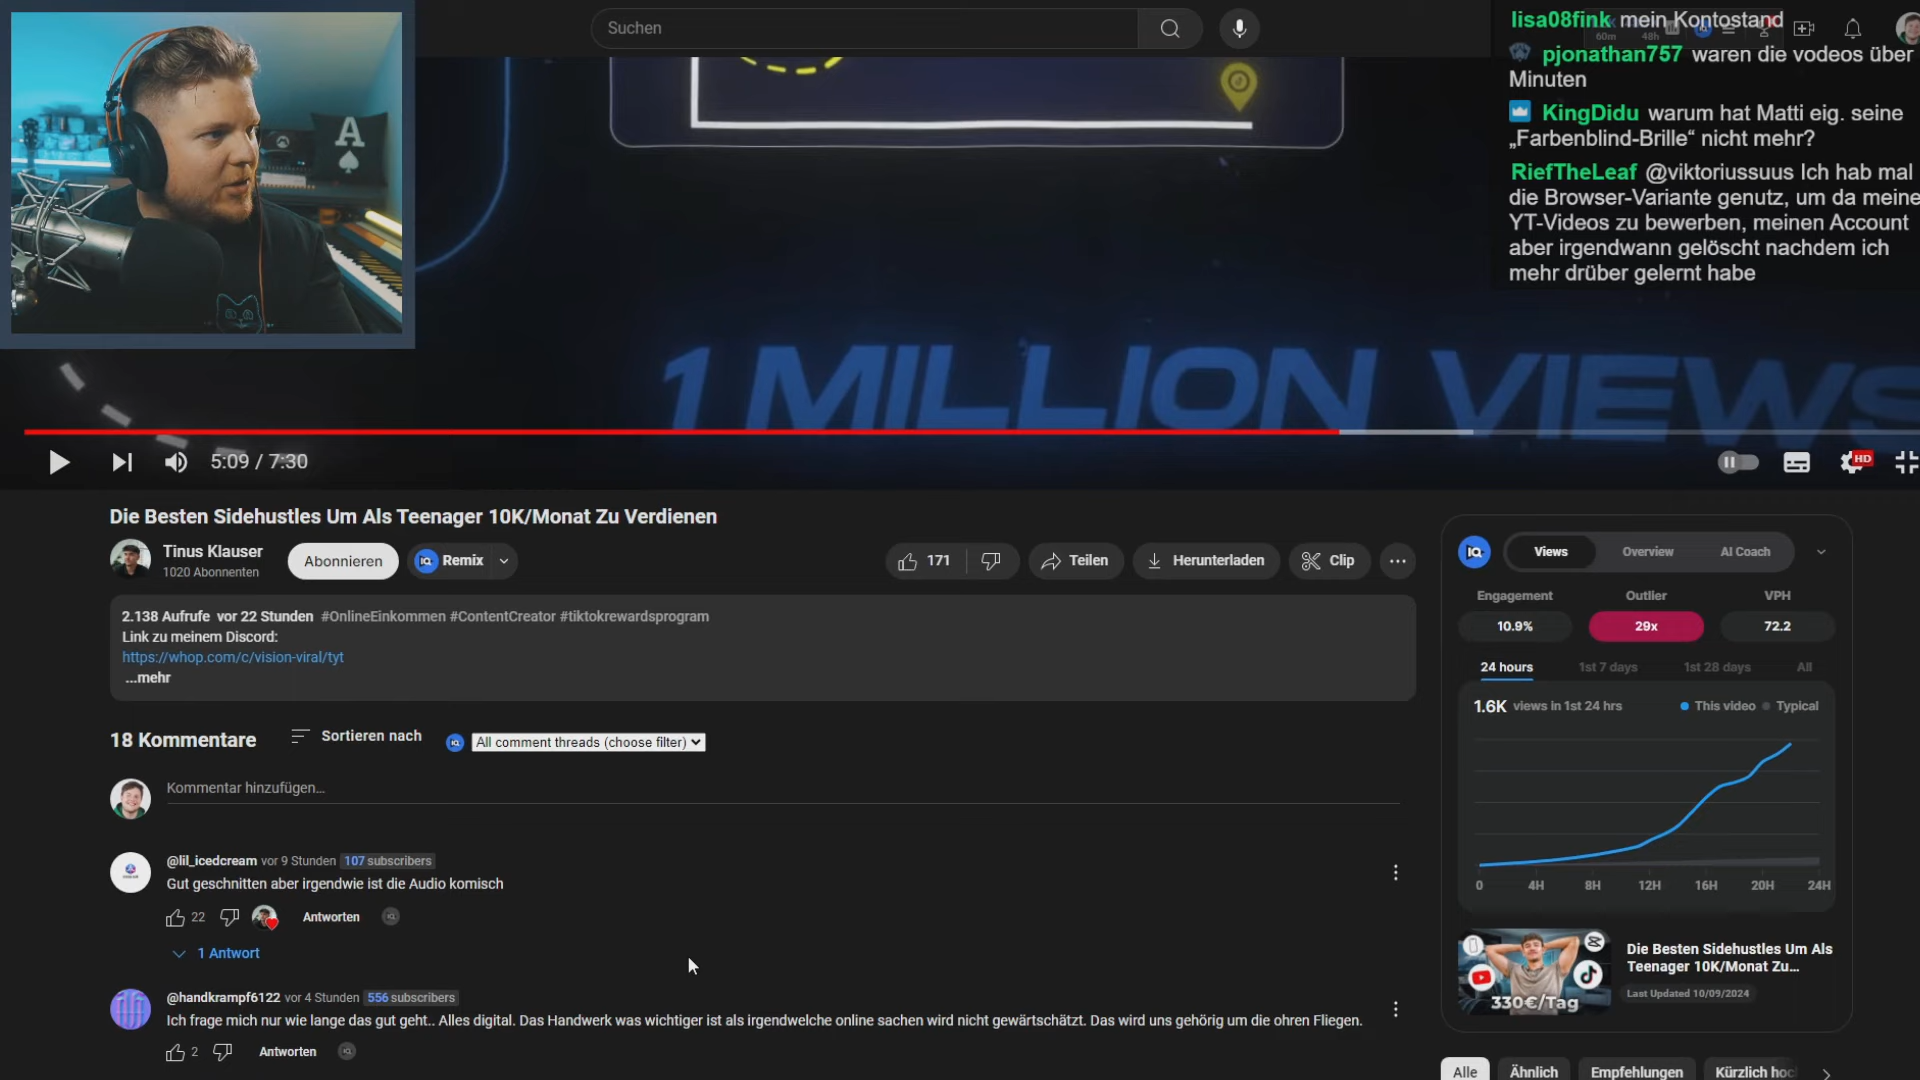 Suchen
lisa08fink mein Kontostand
60m 48h
pjonathan757 waren die vodeos über
Minuten
KingDidu warum hat Matti eig. seine
„Farbenblind-Brille“ nicht mehr?
RiefTheLeaf @viktoriussuus Ich hab mal
die Browser-Variante genutz, um da meine
YT-Videos zu bewerben, meinen Account
aber irgendwann gelöscht nachdem ich
mehr drüber gelernt habe
A
1 MILLION VIEWS
5:09 / 7:30
HD
Die Besten Sidehustles Um Als Teenager 10K/Monat Zu Verdienen
Tinus Klauser
1020 Abonnenten
Abonnieren
IQ Remix
171
Teilen
Herunterladen
Clip
2.138 Aufrufe vor 22 Stunden #OnlineEinkommen #ContentCreator #tiktokrewardsprogram
Link zu meinem Discord:
https://whop.com/c/vision-viral/tyt
...mehr
18 Kommentare
Sortieren nach
IQ
All comment threads (choose filter)
Kommentar hinzufügen...
@lil_icedcream vor 9 Stunden 107 subscribers
Gut geschnitten aber irgendwie ist die Audio komisch
22
Antworten
1 Antwort
@handkrampf6122 vor 4 Stunden 556 subscribers
Ich frage mich nur wie lange das gut geht.. Alles digital. Das Handwerk was wichtiger ist als irgendwelche online sachen wird nicht gewärtschätzt. Das wird uns gehörig um die ohren Fliegen.
2
Antworten
IQ
Views
Overview
AI Coach
Engagement
Outlier
VPH
10.9%
29x
72.2
24 hours
1st 7 days
1st 28 days
All
1.6K views in 1st 24 hrs
This video
Typical
0 4H 8H 12H 16H 20H 24H
330€/Tag
Die Besten Sidehustles Um Als
Teenager 10K/Monat Zu...
Last Updated 10/09/2024
Alle
Ähnlich
Empfehlungen
Kürzlich hoc